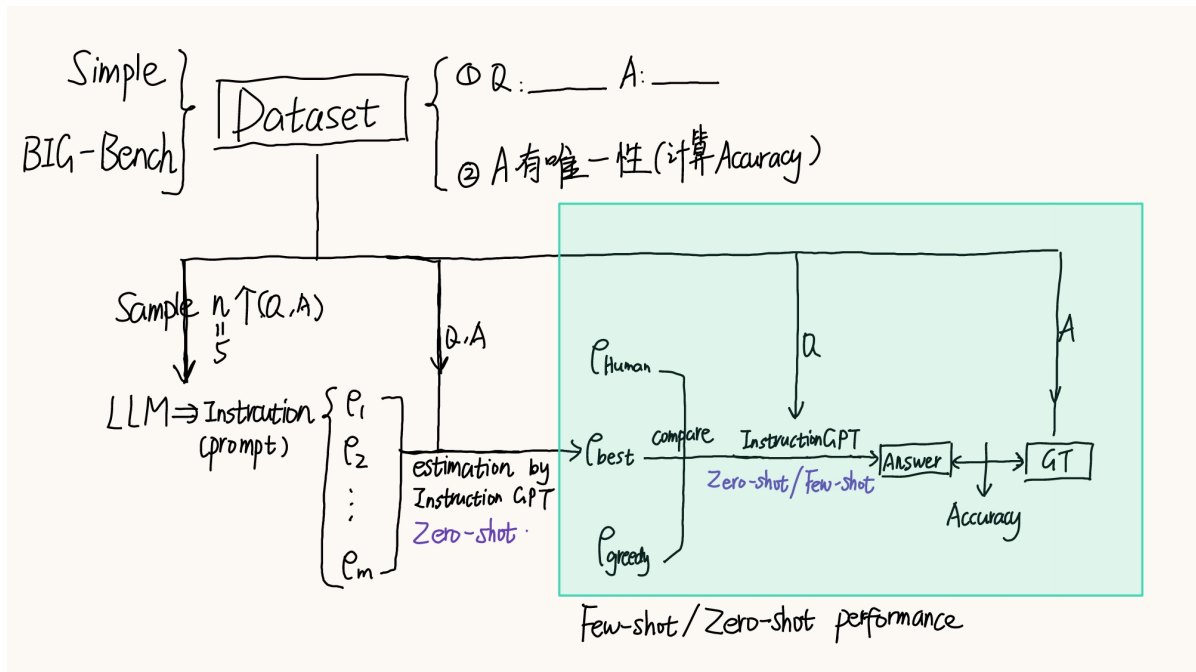 Simple
BIG-Bench
Dataset
① Q: A:
② A有唯一性(计算Accuracy)
Sample n个(Q,A)
=
5
Q.A
Q
A
LLM⇒Instrcution
(prompt)
ρ1
ρ2
⋮
ρm
estimation by
Instruction GPT
Zero-shot.
ρHuman
ρbest
ρgreedy
compare
InstructionGPT
Zero-shot/Few-shot
Answer
GT
Accuracy
Few-shot/Zero-shot performance